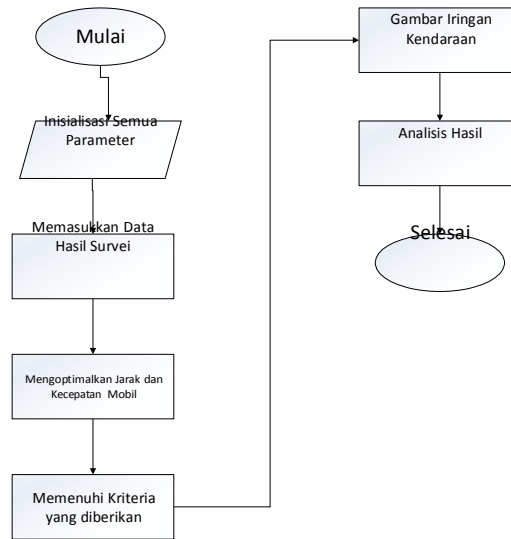 Mulai
Inisialisasi Semua
Parameter
Memasukkan Data
Hasil Survei
Mengoptimalkan Jarak dan
Kecepatan Mobil
Memenuhi Kriteria
yang diberikan
Gambar Iringan
Kendaraan
Analisis Hasil
Selesai